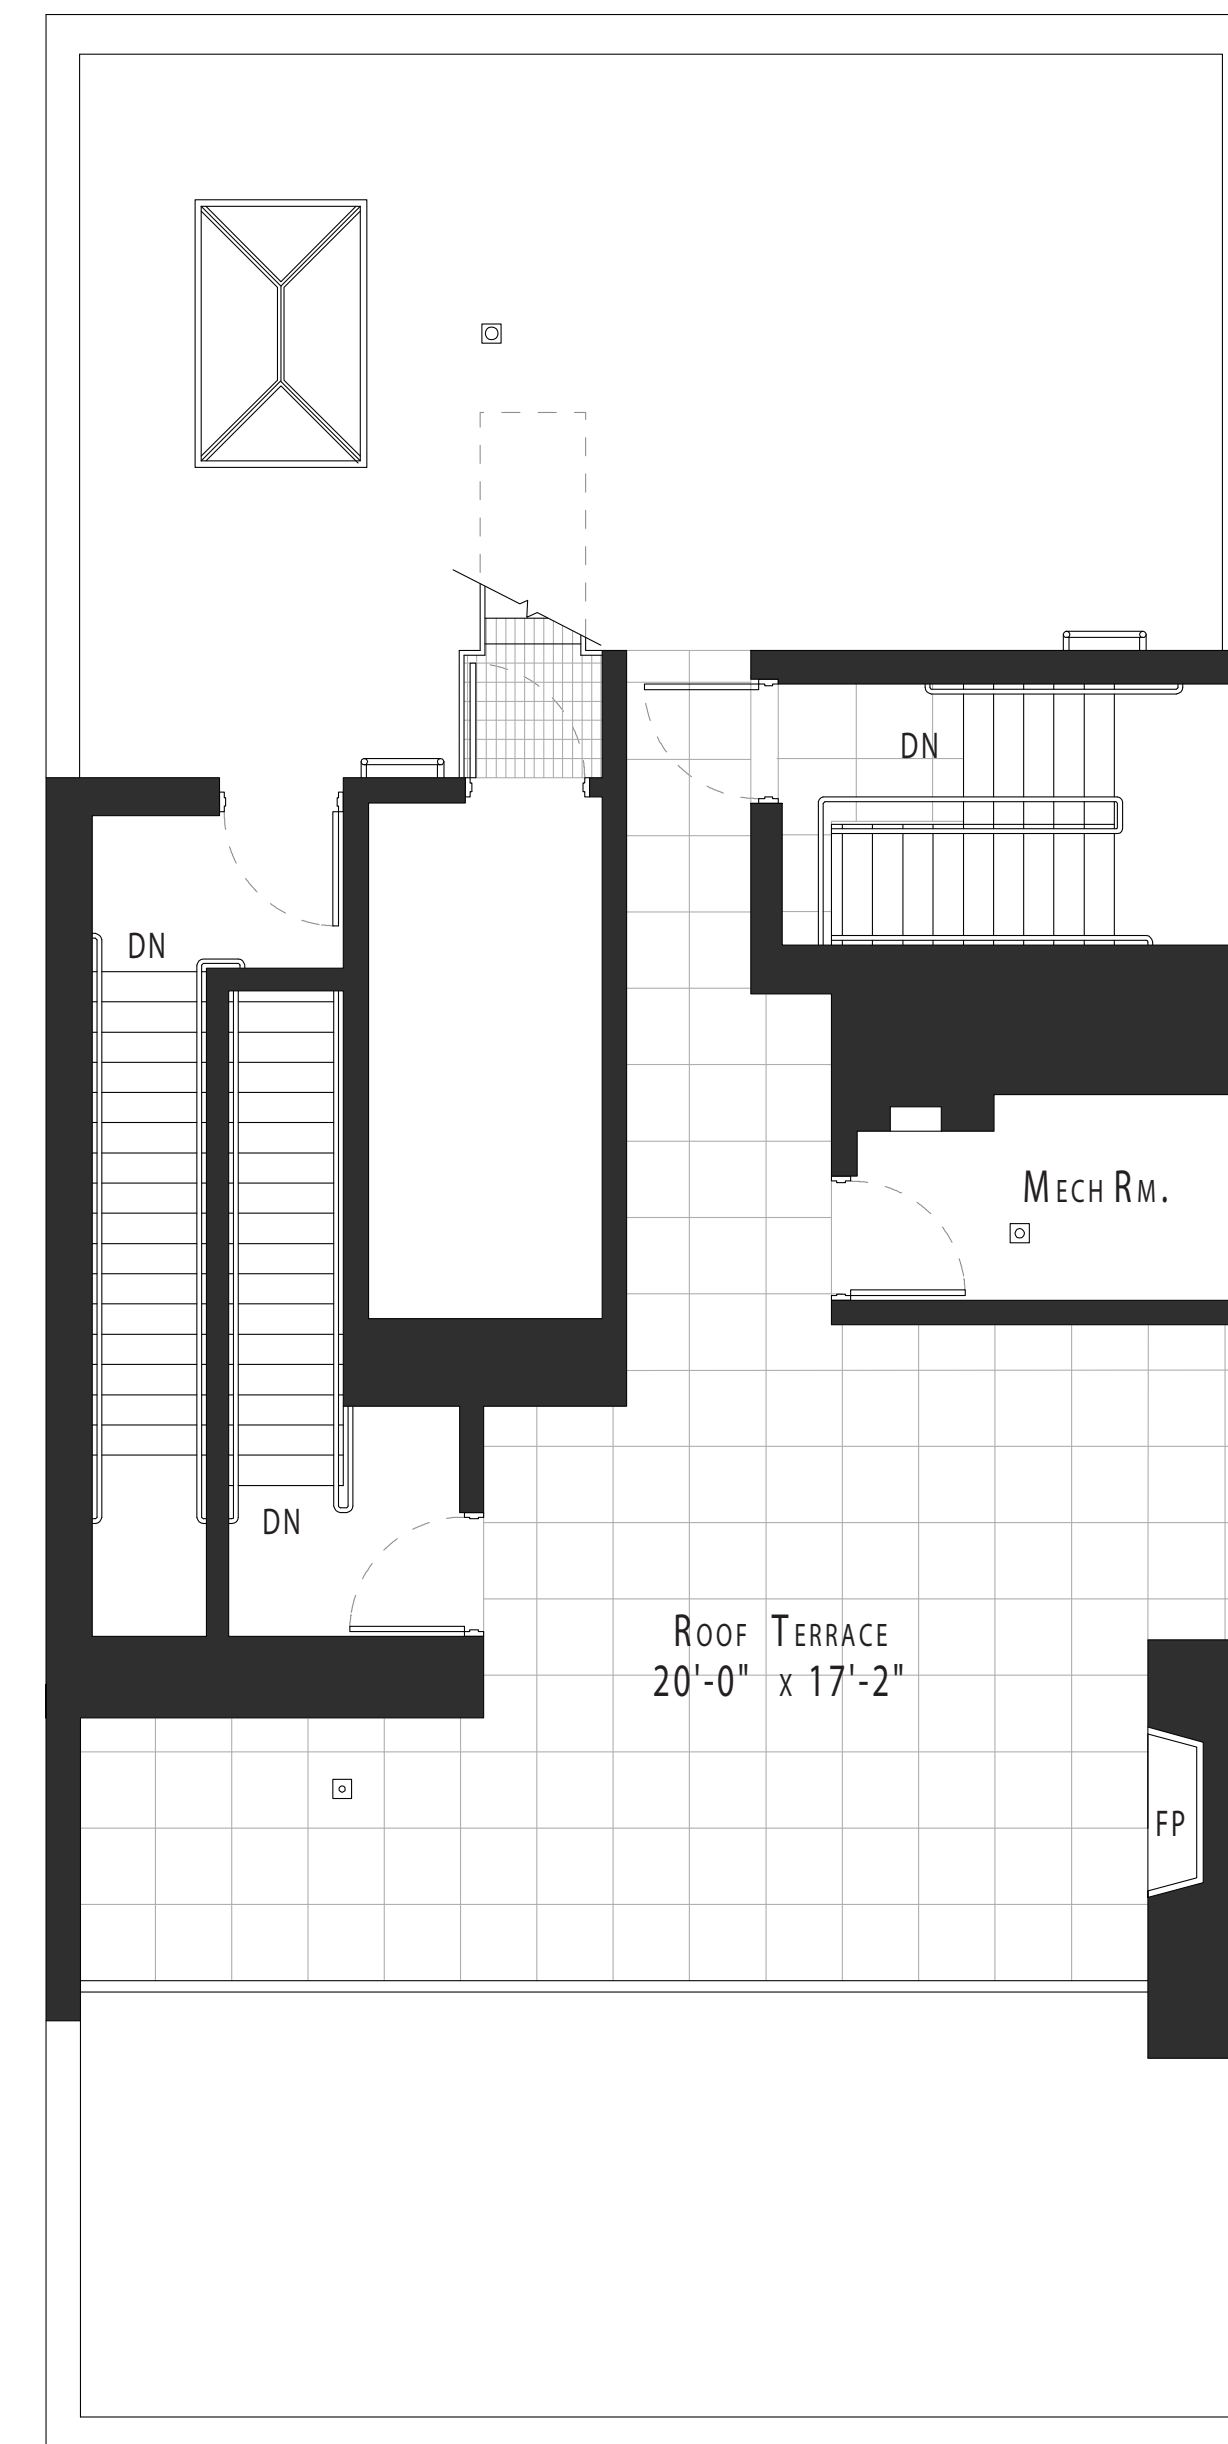 DN
DN
MECH RM.
DN
ROOF TERRACE
20'-0" x 17'-2"
FP